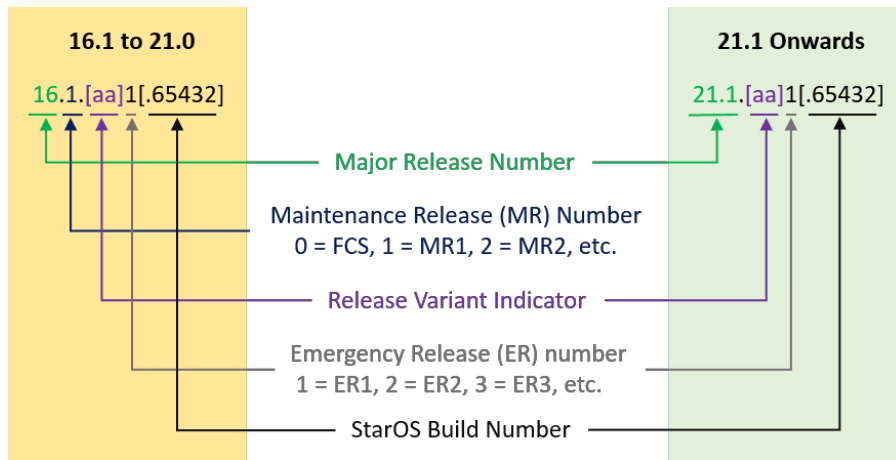 16.1 to 21.0
21.1 Onwards
16.1.[aa]1[.65432]
21.1.[aa]1[.65432]
Major Release Number
Maintenance Release (MR) Number
0 = FCS, 1 = MR1, 2 = MR2, etc.
Release Variant Indicator
Emergency Release (ER) number
1 = ER1, 2 = ER2, 3 = ER3, etc.
StarOS Build Number